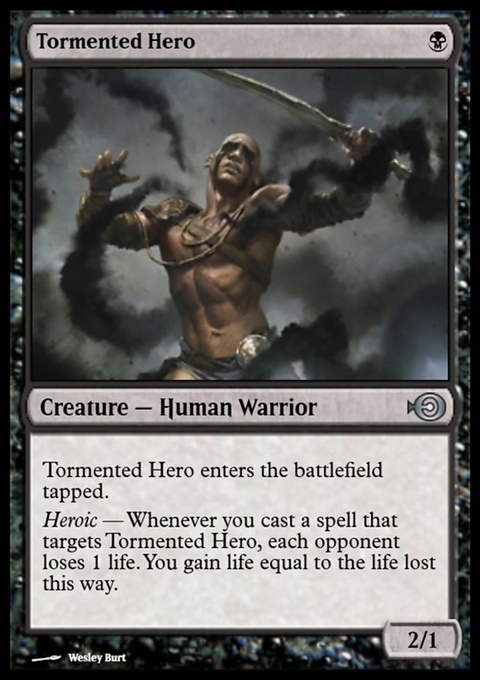 Tormented Hero
Creature — Human Warrior
Tormented Hero enters the battlefield
tapped.
Heroic — Whenever you cast a spell that
targets Tormented Hero, each opponent
loses 1 life. You gain life equal to the life lost
this way.
2/1
Wesley Burt